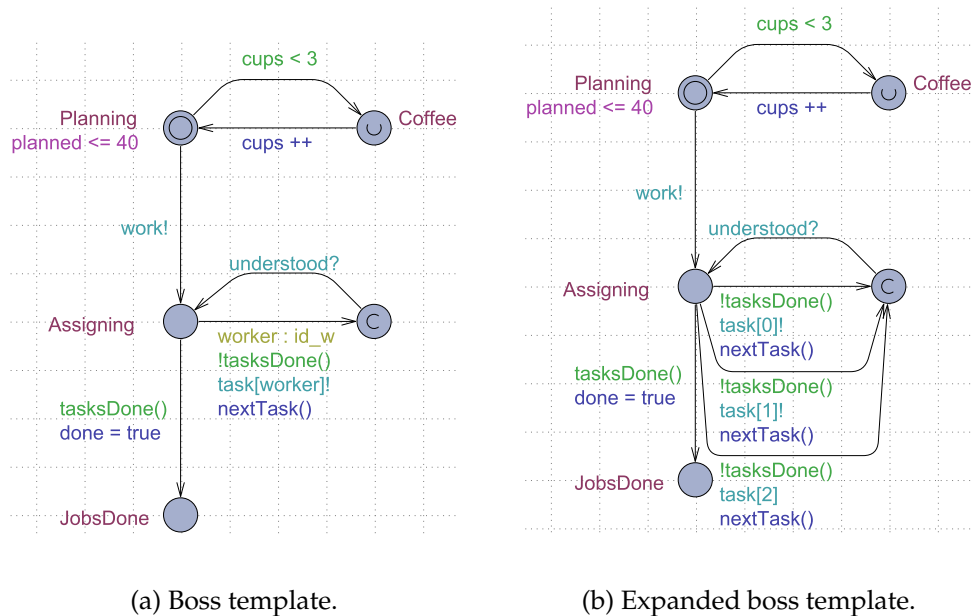 cups < 3
Planning
Coffee
planned <= 40
cups ++
work!
understood?
Assigning
worker : id_w
!tasksDone()
task[worker]!
nextTask()
tasksDone()
done = true
JobsDone
(a) Boss template.
cups < 3
Planning
Coffee
planned <= 40
cups ++
work!
understood?
Assigning
!tasksDone()
task[0]!
nextTask()
tasksDone()
done = true
!tasksDone()
task[1]!
nextTask()
JobsDone
!tasksDone()
task[2]
nextTask()
(b) Expanded boss template.